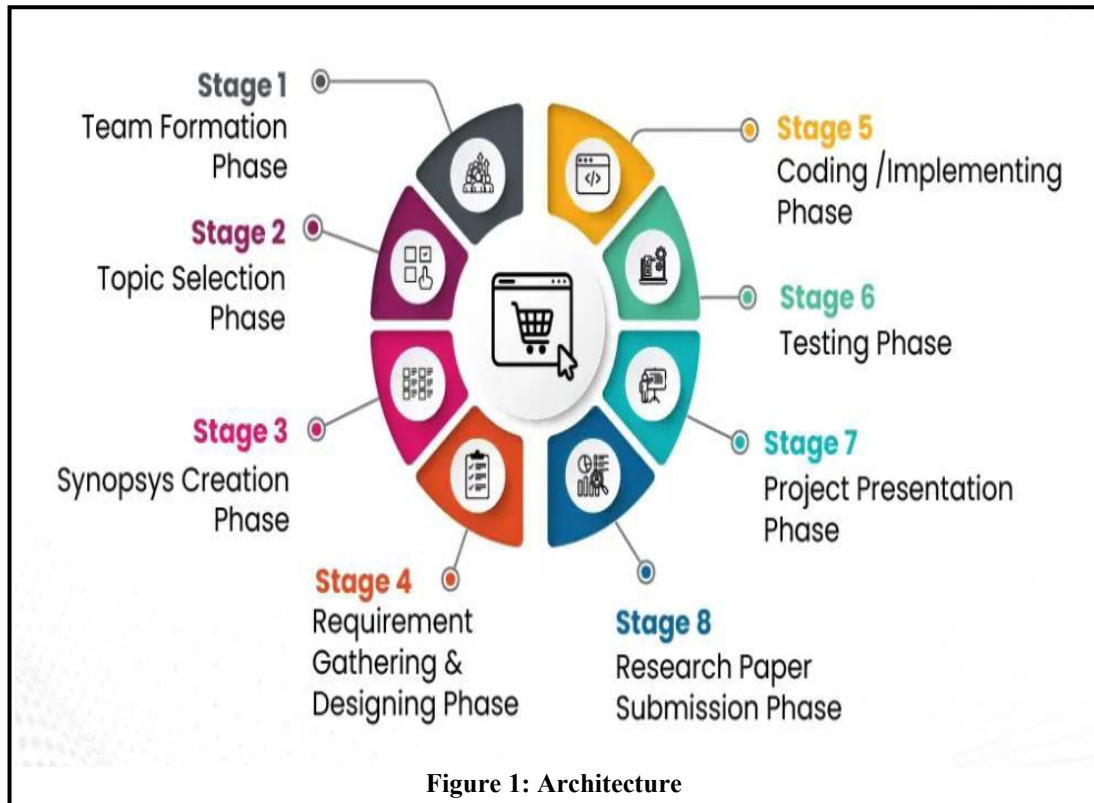 Stage 1
Team Formation
Phase
Stage 2
Topic Selection
Phase
Stage 3
Synopsys Creation
Phase
Stage 4
Requirement
Gathering &
Designing Phase
Stage 5
Coding /Implementing
Phase
Stage 6
Testing Phase
Stage 7
Project Presentation
Phase
Stage 8
Research Paper
Submission Phase
</>
Figure 1: Architecture